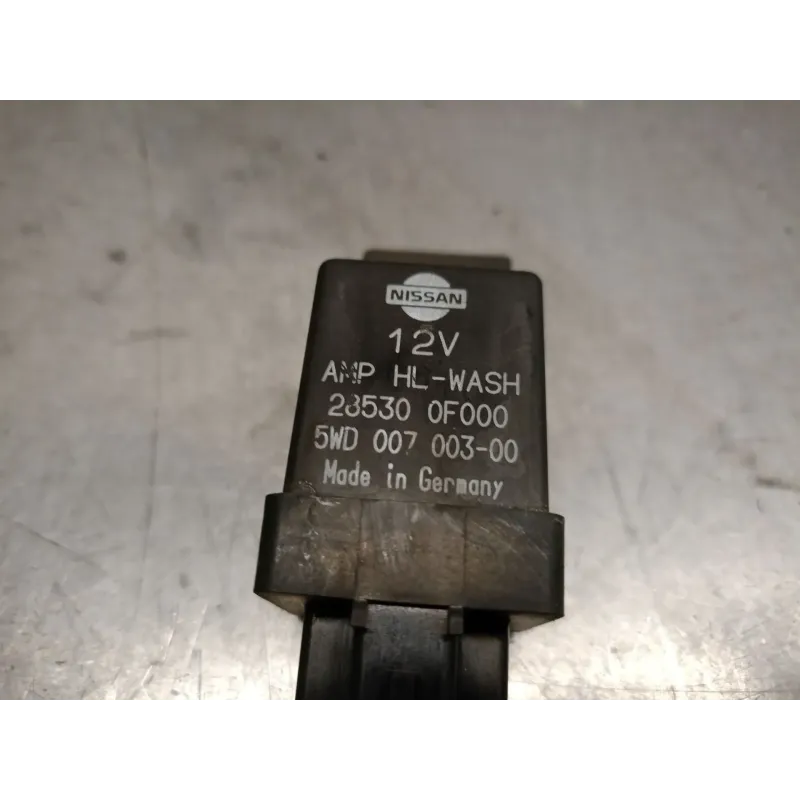 NISSAN
12V
AMP HL-WASH
28530 0F000
5WD 007 003-00
Made in Germany